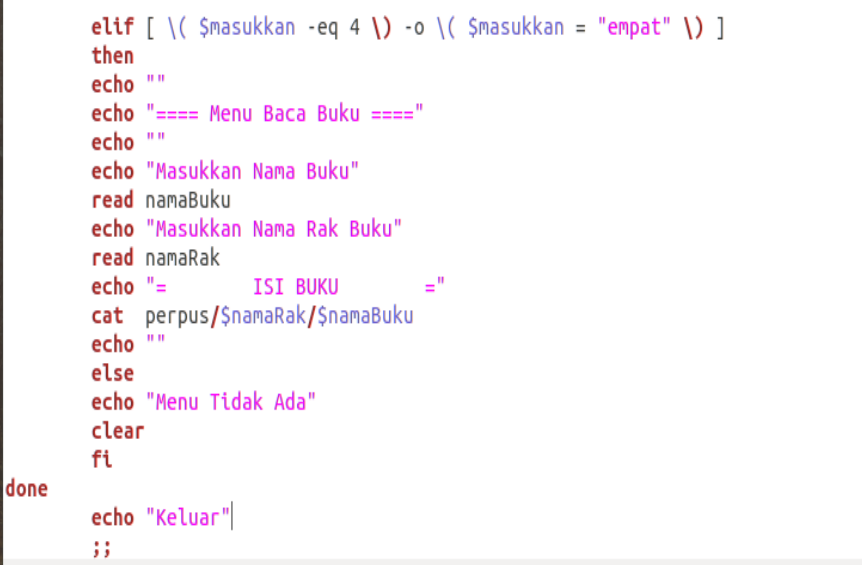 elif [ \( $masukkan -eq 4 \) -o \( $masukkan = "empat" \) ]
then
echo ""
echo "==== Menu Baca Buku ===="
echo ""
echo "Masukkan Nama Buku"
read namaBuku
echo "Masukkan Nama Rak Buku"
read namaRak
echo "=        ISI BUKU        ="
cat  perpus/$namaRak/$namaBuku
echo ""
else
echo "Menu Tidak Ada"
clear
fi
done
echo "Keluar"
;;